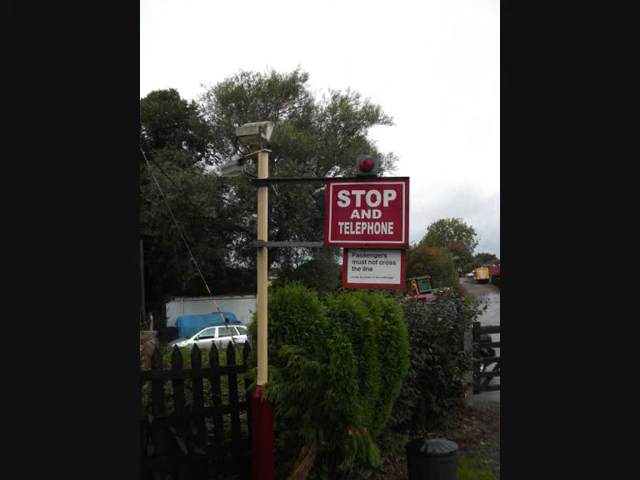 STOP
AND
TELEPHONE
Passengers
must not cross
the line